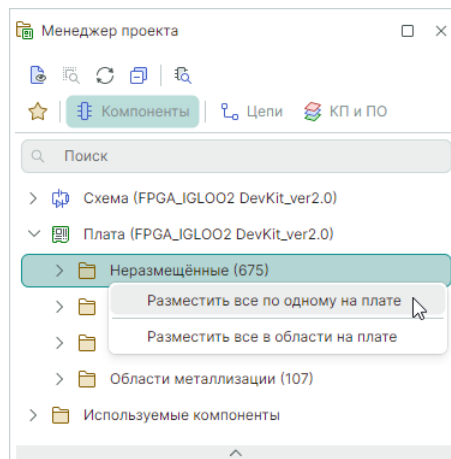 Менеджер проекта
Компоненты Цепи КП и ПО
Поиск
Схема (FPGA_IGLOO2 DevKit_ver2.0)
Плата (FPGA_IGLOO2 DevKit_ver2.0)
Неразмещённые (675)
Разместить все по одному на плате
Разместить все в области на плате
Области металлизации (107)
Используемые компоненты